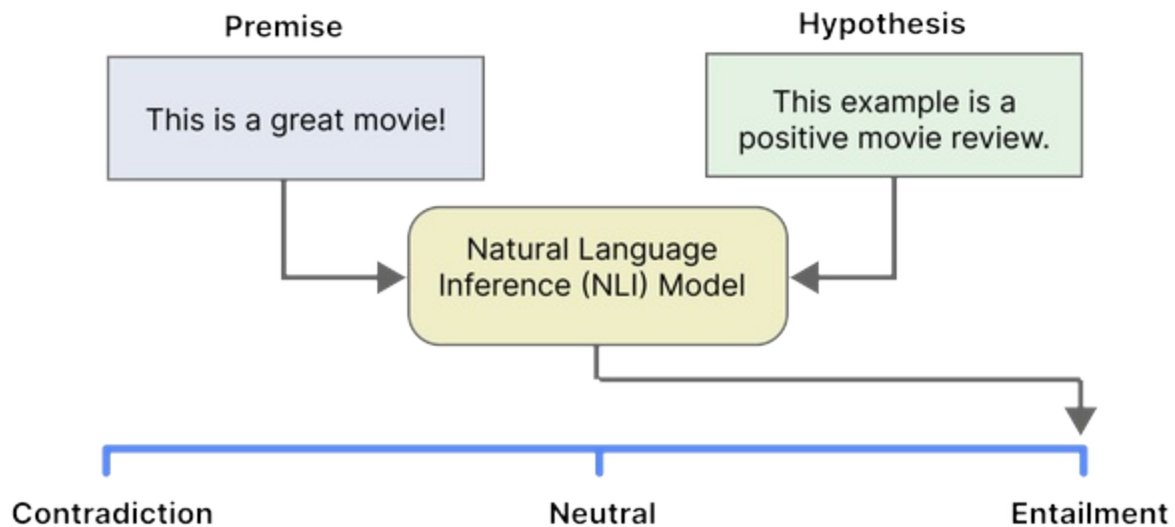 Premise
Hypothesis
This is a great movie!
This example is a
positive movie review.
Natural Language
Inference (NLI) Model
Contradiction
Neutral
Entailment